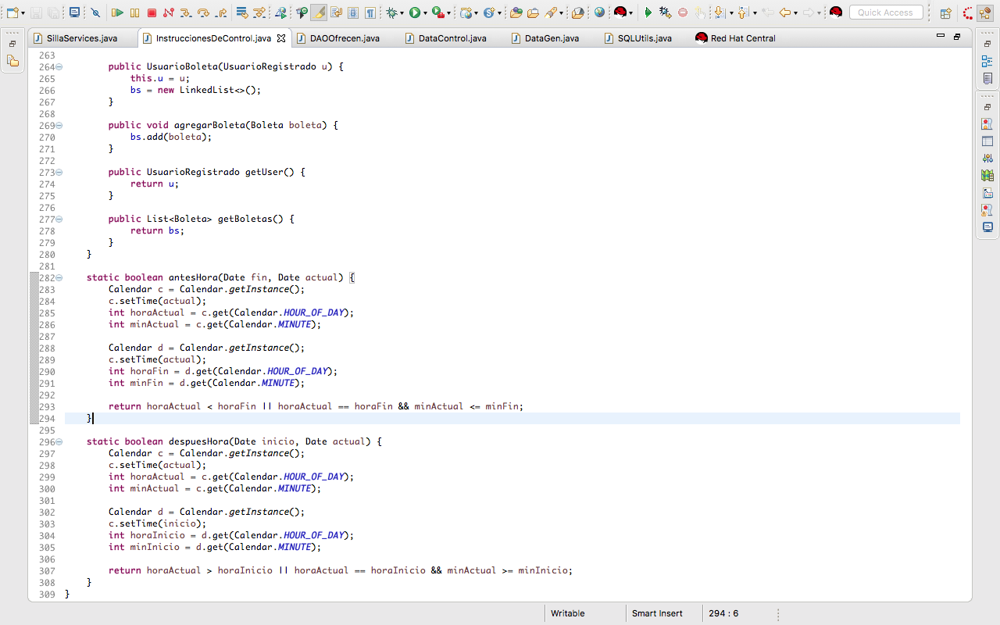 Quick Access
SillaServices.java
InstruccionesDeControl.java
DAOOfrecen.java
DataControl.java
DataGen.java
SQLUtils.java
Red Hat Central
263
264 public UsuarioBoleta(UsuarioRegistrado u) {
265 this.u = u;
266 bs = new LinkedList<>();
267 }
268
269 public void agregarBoleta(Boleta boleta) {
270 bs.add(boleta);
271 }
272
273 public UsuarioRegistrado getUser() {
274 return u;
275 }
276
277 public List<Boleta> getBoletas() {
278 return bs;
279 }
280 }
281
282 static boolean antesHora(Date fin, Date actual) {
283 Calendar c = Calendar.getInstance();
284 c.setTime(actual);
285 int horaActual = c.get(Calendar.HOUR_OF_DAY);
286 int minActual = c.get(Calendar.MINUTE);
287
288 Calendar d = Calendar.getInstance();
289 c.setTime(actual);
290 int horaFin = d.get(Calendar.HOUR_OF_DAY);
291 int minFin = d.get(Calendar.MINUTE);
292
293 return horaActual < horaFin || horaActual == horaFin && minActual <= minFin;
294 }
295
296 static boolean despuesHora(Date inicio, Date actual) {
297 Calendar c = Calendar.getInstance();
298 c.setTime(actual);
299 int horaActual = c.get(Calendar.HOUR_OF_DAY);
300 int minActual = c.get(Calendar.MINUTE);
301
302 Calendar d = Calendar.getInstance();
303 c.setTime(inicio);
304 int horaInicio = d.get(Calendar.HOUR_OF_DAY);
305 int minInicio = d.get(Calendar.MINUTE);
306
307 return horaActual > horaInicio || horaActual == horaInicio && minActual >= minInicio;
308 }
309 }
Writable
Smart Insert
294 : 6